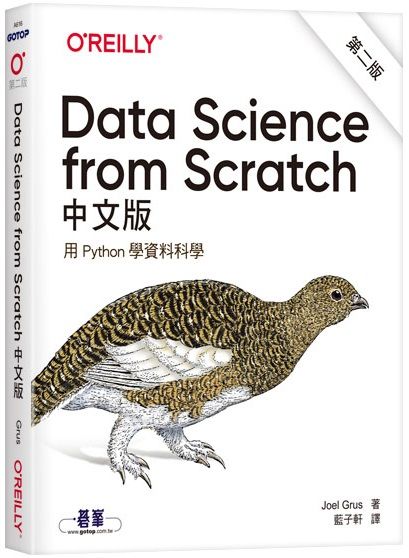 A616
GOTOP
第二版
Data Science from Scratch 中文版
Grus
O'REILLY
O'REILLY®
第二版
Data Science
from Scratch
中文版
用 Python 學資料科學
Joel Grus 著
藍子軒 譯
碁峯
www.gotop.com.tw